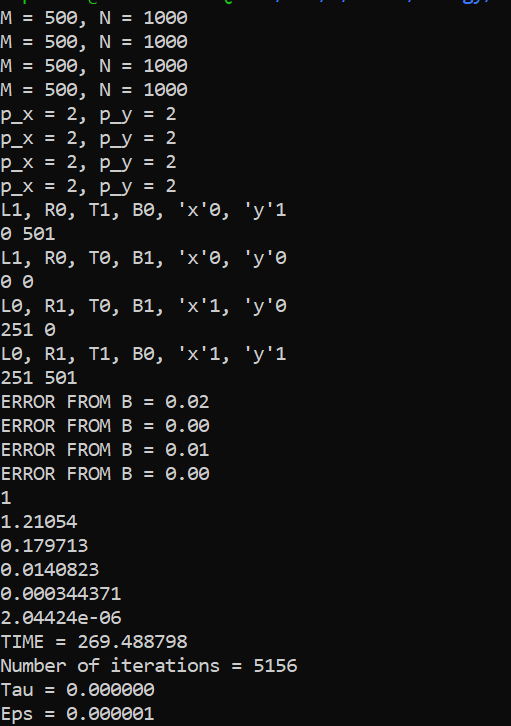 M = 500, N = 1000
M = 500, N = 1000
M = 500, N = 1000
M = 500, N = 1000
p_x = 2, p_y = 2
p_x = 2, p_y = 2
p_x = 2, p_y = 2
p_x = 2, p_y = 2
L1, R0, T1, B0, 'x'0, 'y'1
0 501
L1, R0, T0, B1, 'x'0, 'y'0
0 0
L0, R1, T0, B1, 'x'1, 'y'0
251 0
L0, R1, T1, B0, 'x'1, 'y'1
251 501
ERROR FROM B = 0.02
ERROR FROM B = 0.00
ERROR FROM B = 0.01
ERROR FROM B = 0.00
1
1.21054
0.179713
0.0140823
0.000344371
2.04424e-06
TIME = 269.488798
Number of iterations = 5156
Tau = 0.000000
Eps = 0.000001